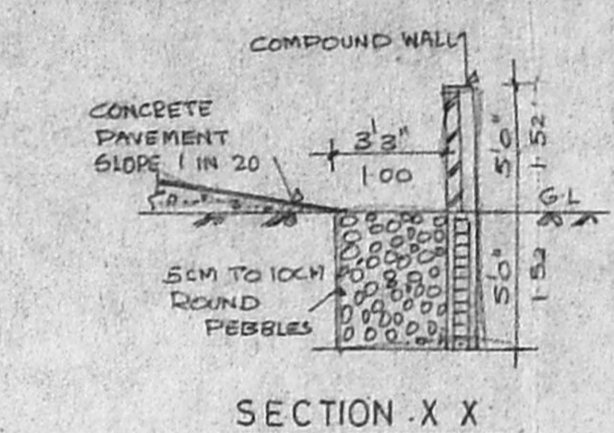 COMPOUND WALL
CONCRETE
PAVEMENT
SLOPE 1 IN 20
3'3"
1 00
5'0"
1 52
G L
5CM TO 10CM
ROUND
PEBBLES
5'0"
1 52
SECTION X X